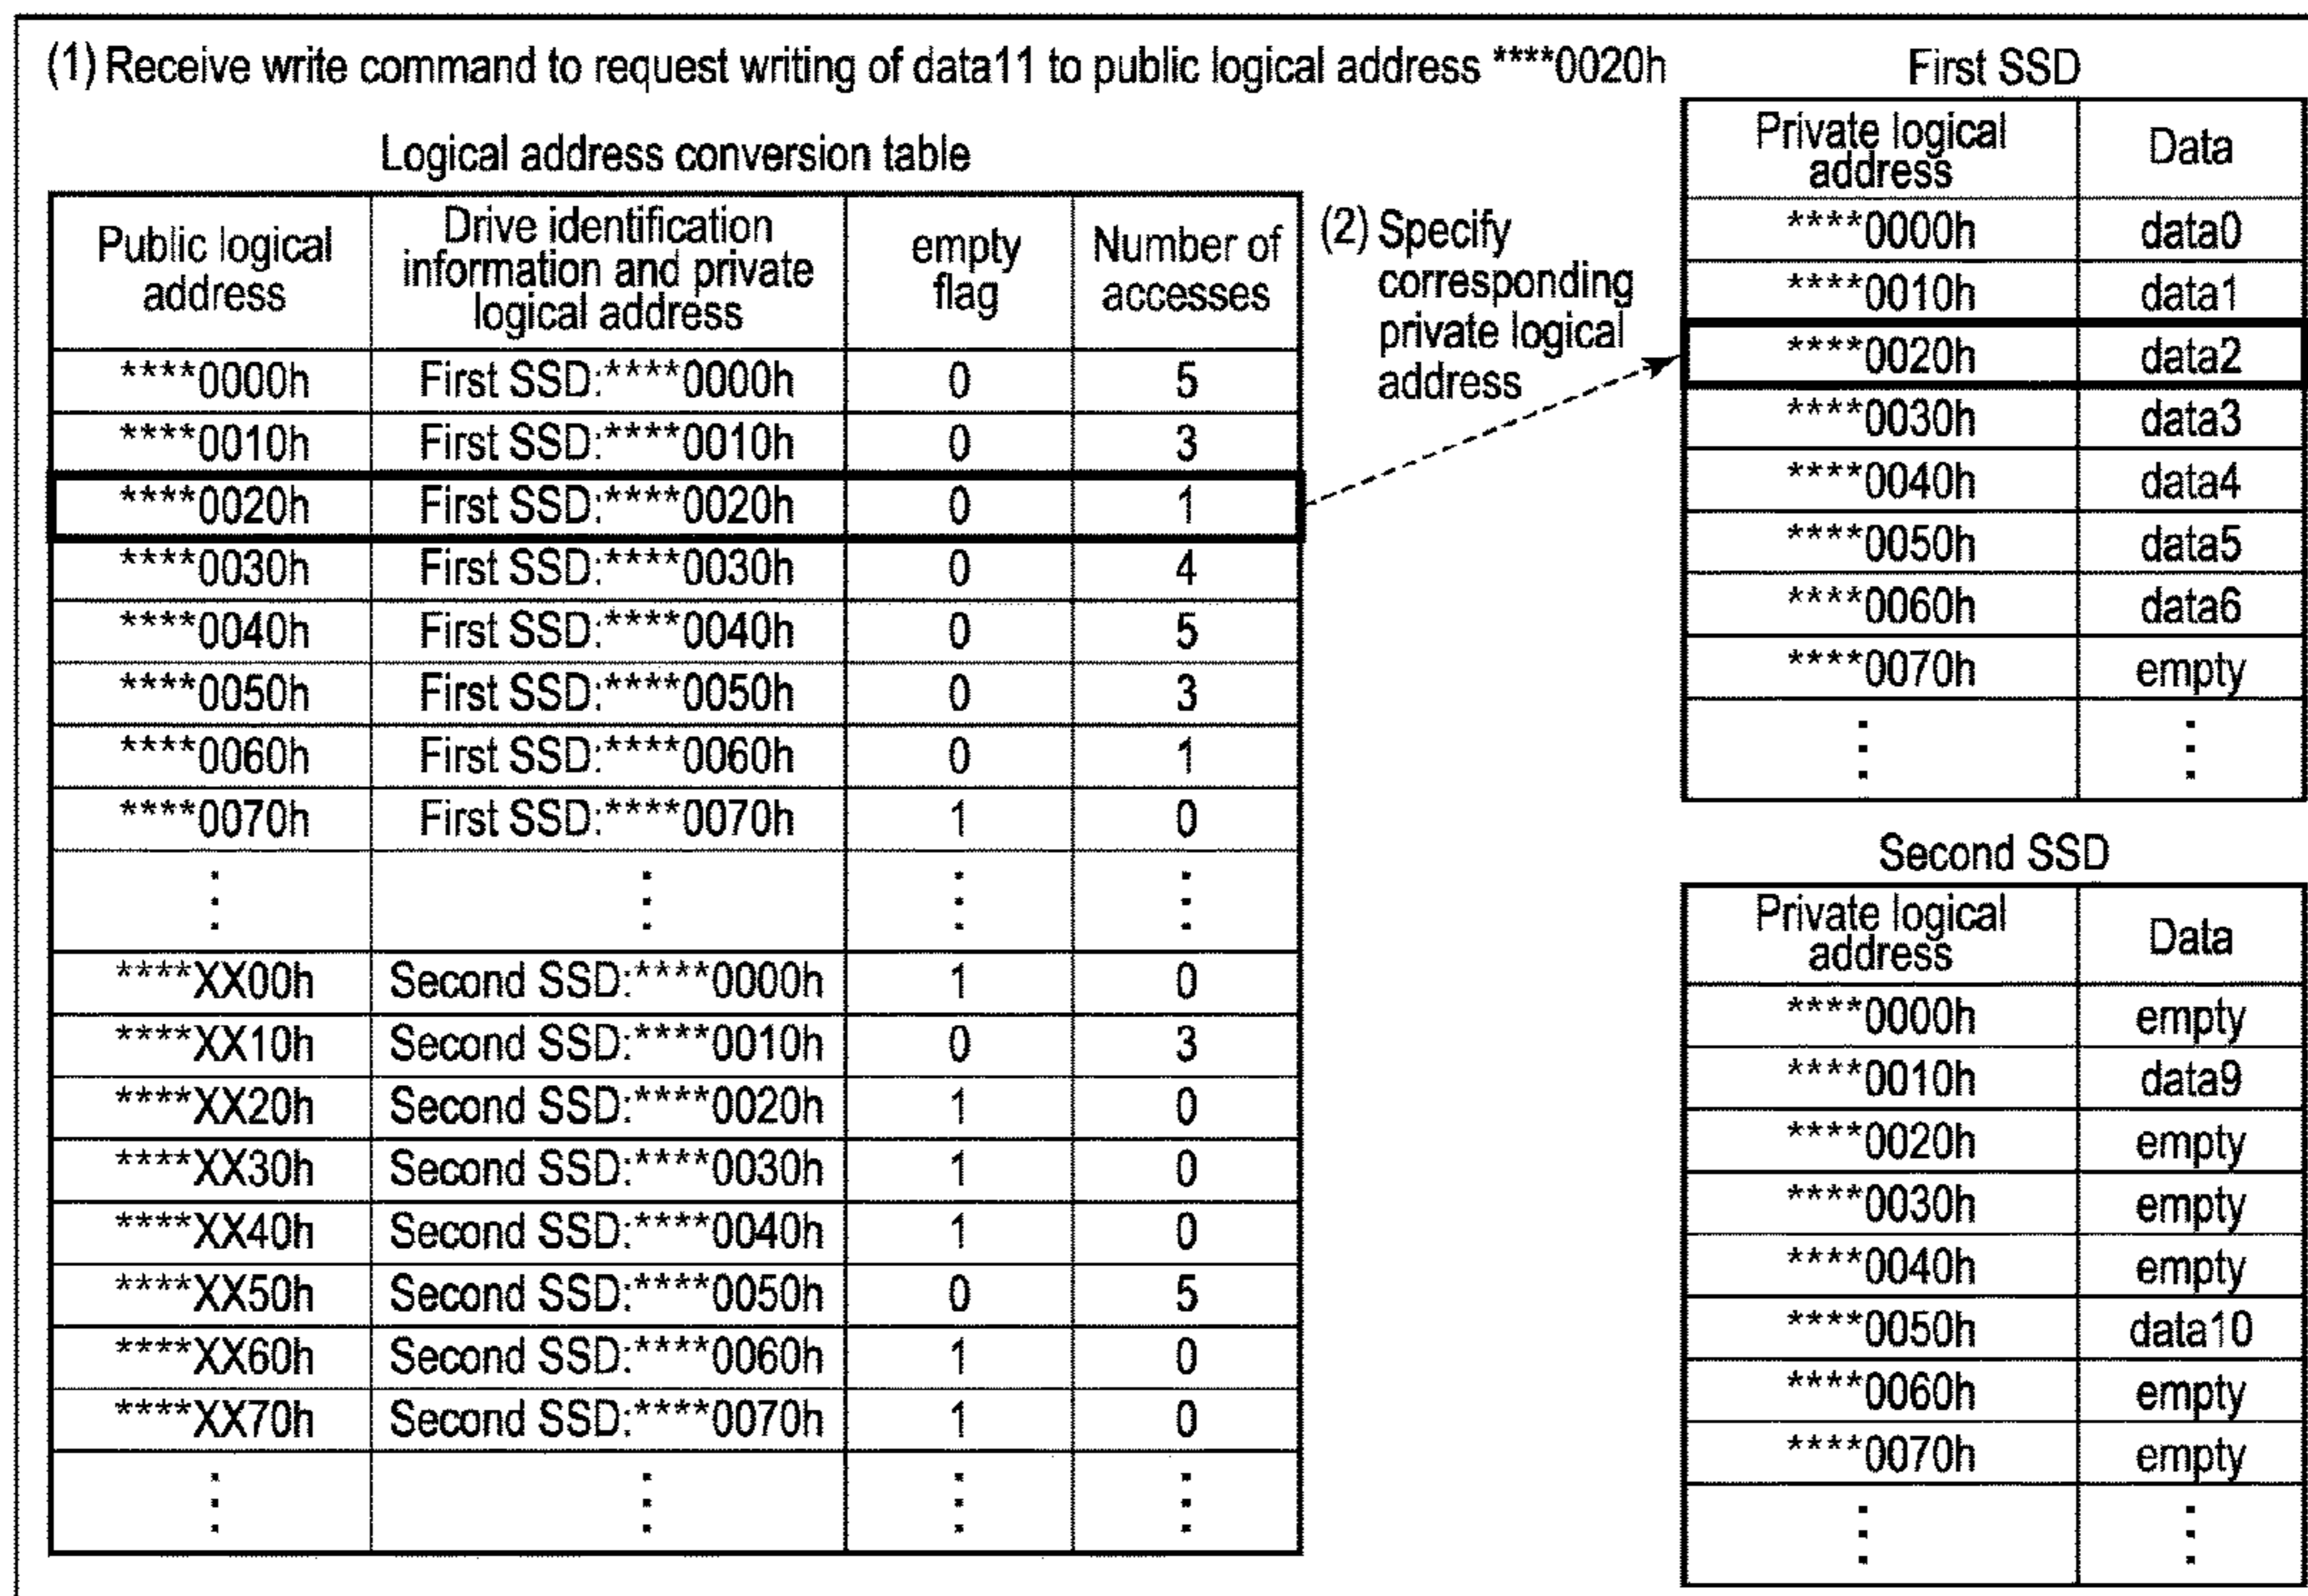 (1) Receive write command to request writing of data11 to public logical address ****0020h
Logical address conversion table
Public logical address | Drive identification information and private logical address | empty flag | Number of accesses
****0000h | First SSD:****0000h | 0 | 5
****0010h | First SSD:****0010h | 0 | 3
****0020h | First SSD:****0020h | 0 | 1
****0030h | First SSD:****0030h | 0 | 4
****0040h | First SSD:****0040h | 0 | 5
****0050h | First SSD:****0050h | 0 | 3
****0060h | First SSD:****0060h | 0 | 1
****0070h | First SSD:****0070h | 1 | 0
⋮ | ⋮ | ⋮ | ⋮
****XX00h | Second SSD:****0000h | 1 | 0
****XX10h | Second SSD:****0010h | 0 | 3
****XX20h | Second SSD:****0020h | 1 | 0
****XX30h | Second SSD:****0030h | 1 | 0
****XX40h | Second SSD:****0040h | 1 | 0
****XX50h | Second SSD:****0050h | 0 | 5
****XX60h | Second SSD:****0060h | 1 | 0
****XX70h | Second SSD:****0070h | 1 | 0
⋮ | ⋮ | ⋮ | ⋮
(2) Specify
corresponding
private logical
address
First SSD
Private logical address | Data
****0000h | data0
****0010h | data1
****0020h | data2
****0030h | data3
****0040h | data4
****0050h | data5
****0060h | data6
****0070h | empty
⋮ | ⋮
Second SSD
Private logical address | Data
****0000h | empty
****0010h | data9
****0020h | empty
****0030h | empty
****0040h | empty
****0050h | data10
****0060h | empty
****0070h | empty
⋮ | ⋮